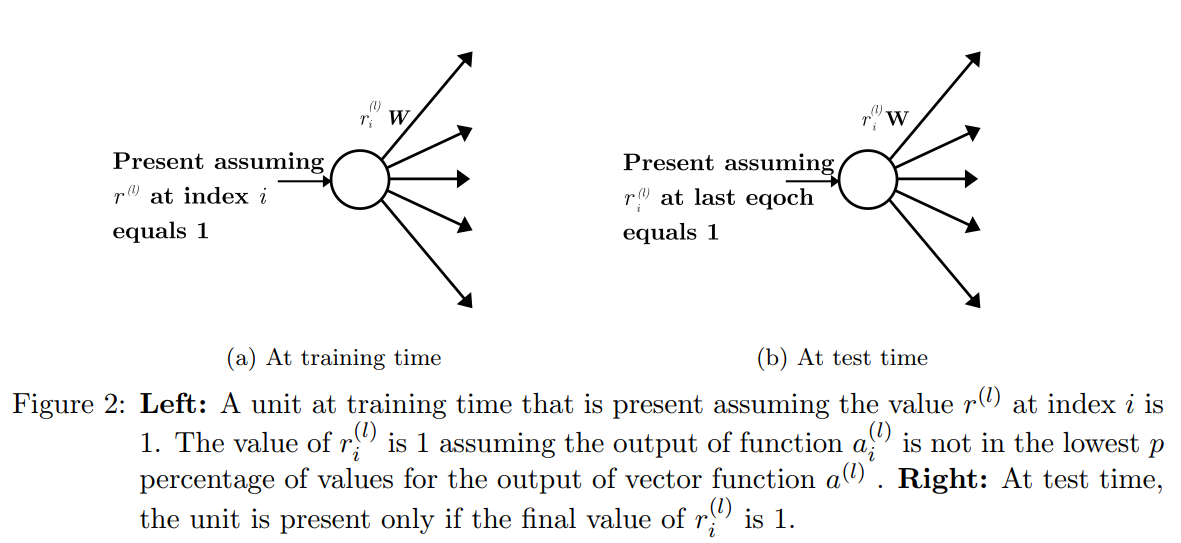 r_i^{(l)} W
Present assuming
r^{(l)} at index i
equals 1
(a) At training time
r_i^{(l)} W
Present assuming
r_i^{(l)} at last eqoch
equals 1
(b) At test time
Figure 2: Left: A unit at training time that is present assuming the value r^{(l)} at index i is
1. The value of r_i^{(l)} is 1 assuming the output of function a_i^{(l)} is not in the lowest p
percentage of values for the output of vector function a^{(l)} . Right: At test time,
the unit is present only if the final value of r_i^{(l)} is 1.